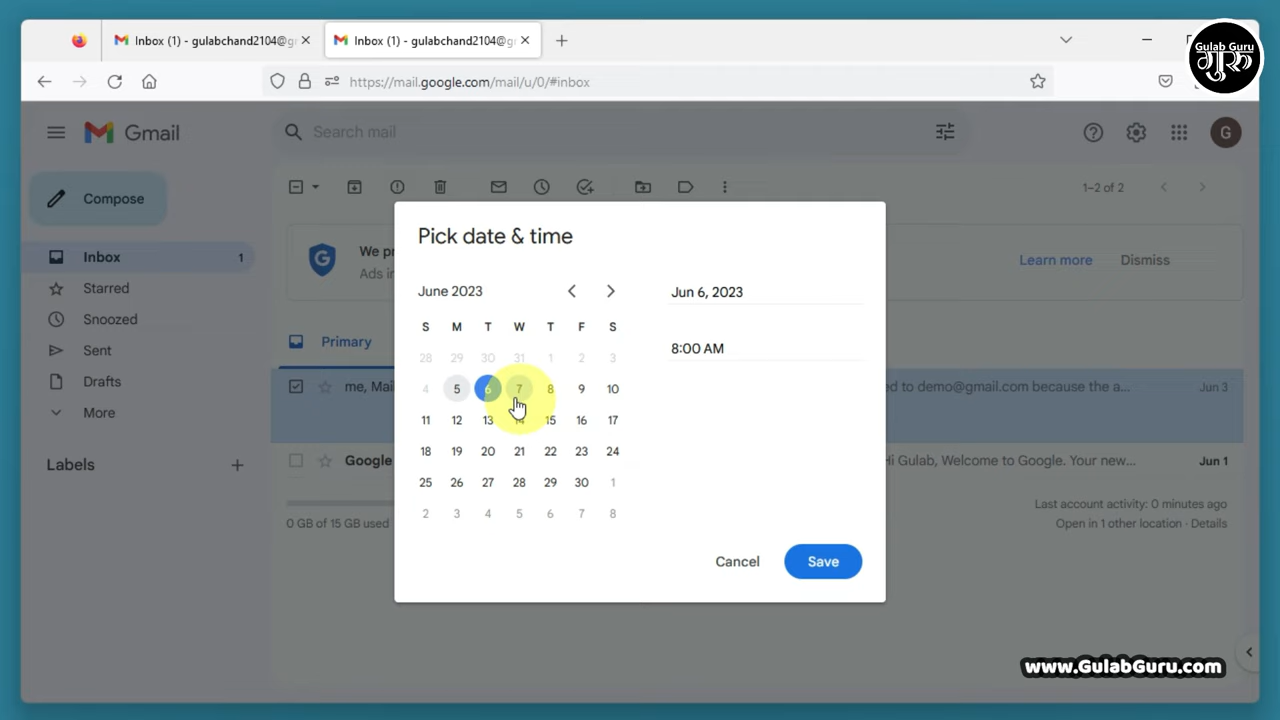 Inbox (1) - gulabchand2104@g
Inbox (1) - gulabchand2104@g
Gulab Guru
गुरु
https://mail.google.com/mail/u/0/#inbox
Gmail
Search mail
G
Compose
1–2 of 2
Inbox 1
Starred
Snoozed
Sent
Drafts
More
Labels
We pr
Ads in
Learn more
Dismiss
Primary
me, Mai
ed to demo@gmail.com because the a...
Jun 3
Google
Hi Gulab, Welcome to Google. Your new...
Jun 1
0 GB of 15 GB used
Last account activity: 0 minutes ago
Open in 1 other location · Details
Pick date & time
June 2023
S M T W T F S
28 29 30 31 1 2 3
4 5 6 7 8 9 10
11 12 13 14 15 16 17
18 19 20 21 22 23 24
25 26 27 28 29 30 1
2 3 4 5 6 7 8
Jun 6, 2023
8:00 AM
Cancel
Save
www.GulabGuru.com